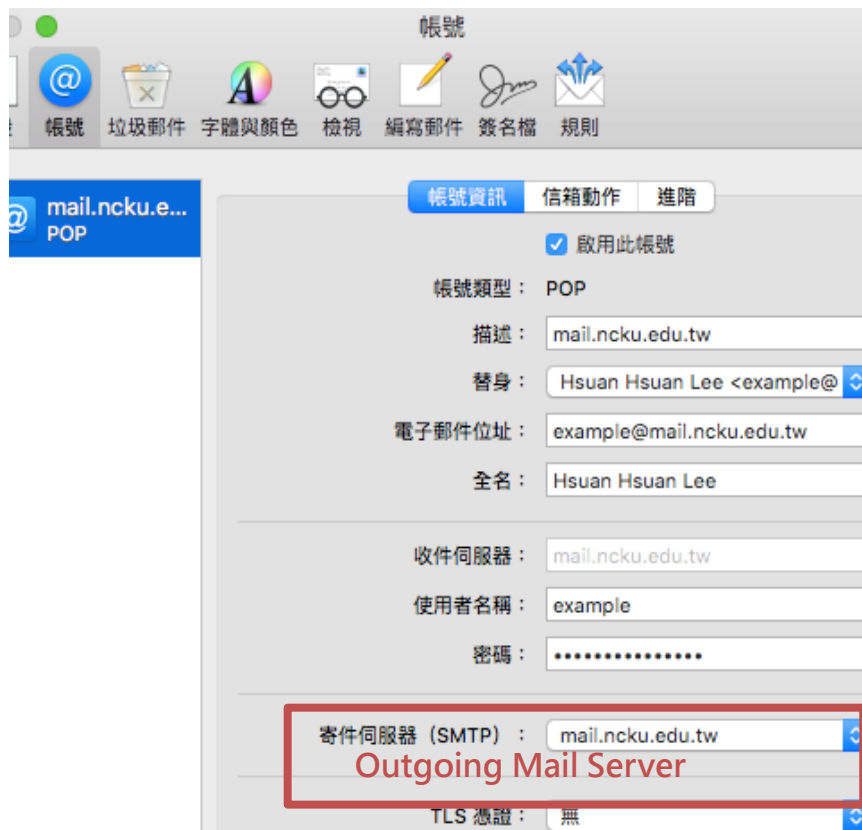 帳號
帳號 垃圾郵件 字體與顏色 檢視 編寫郵件 簽名檔 規則
mail.ncku.e...
POP
帳號資訊 信箱動作 進階
啟用此帳號
帳號類型： POP
描述： mail.ncku.edu.tw
替身： Hsuan Hsuan Lee <example@
電子郵件位址： example@mail.ncku.edu.tw
全名： Hsuan Hsuan Lee
收件伺服器： mail.ncku.edu.tw
使用者名稱： example
密碼： •••••••••••••••
寄件伺服器（SMTP）： mail.ncku.edu.tw
Outgoing Mail Server
TLS 憑證： 無